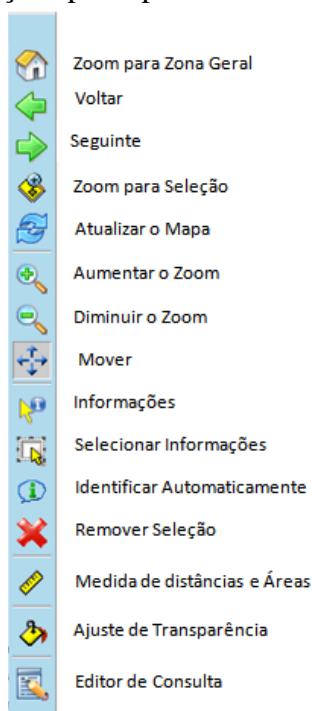 Zoom para Zona Geral
Voltar
Seguinte
Zoom para Seleção
Atualizar o Mapa
Aumentar o Zoom
Diminuir o Zoom
Mover
Informações
Selecionar Informações
Identificar Automaticamente
Remover Seleção
Medida de distâncias e Áreas
Ajuste de Transparência
Editor de Consulta